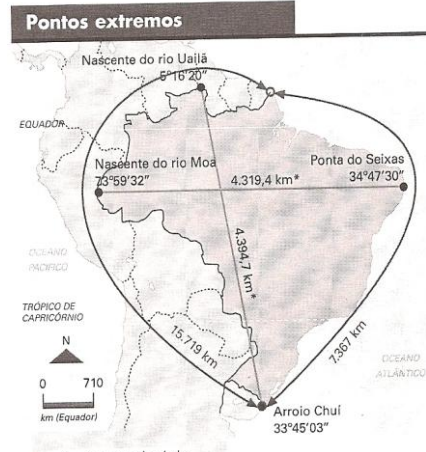 Pontos extremos
Nascente do rio Uailã
5°16'20"
EQUADOR
Nascente do rio Moa
73°59'32"
4.319,4 km*
Ponta do Seixas
34°47'30"
4.394,7 km*
OCEANO
PACÍFICO
TRÓPICO DE
CAPRICÓRNIO
N
0 710
km (Equador)
15.719 km
7.367 km
OCEANO
ATLÂNTICO
Arroio Chuí
33°45'03"